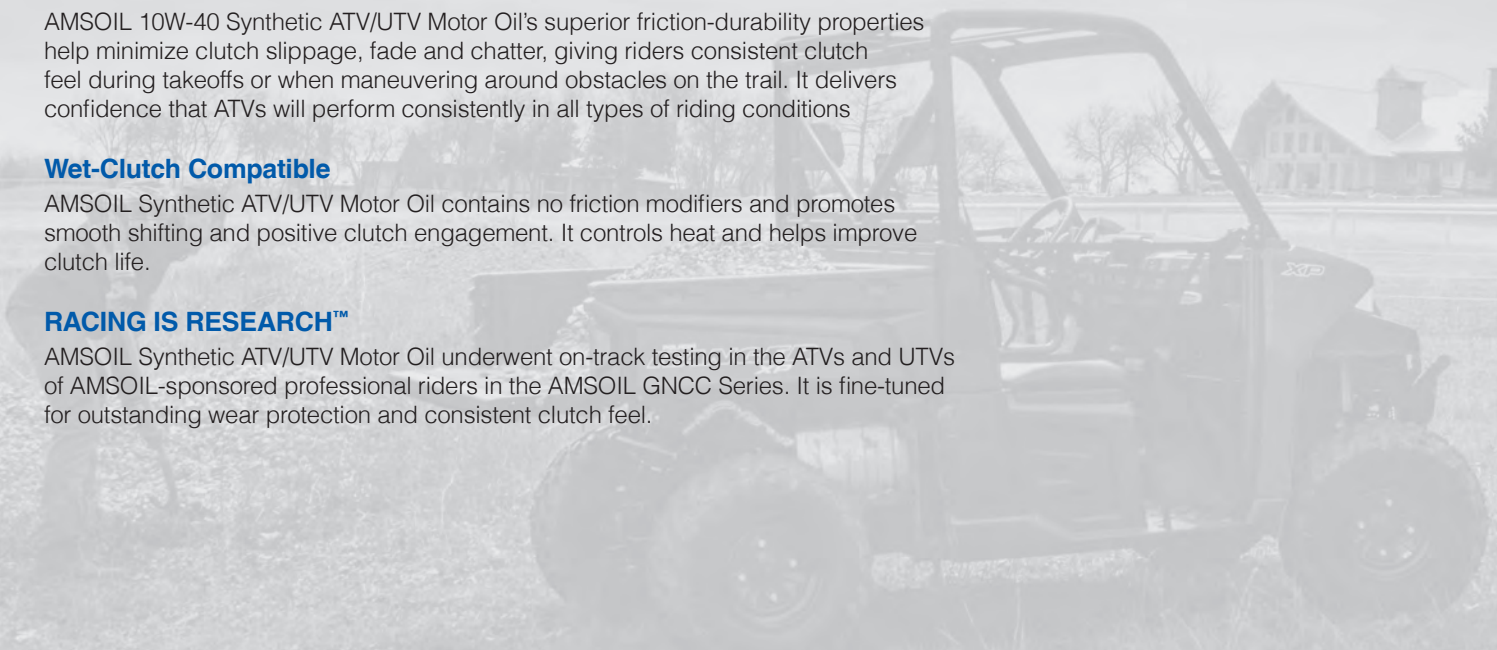 AMSOIL 10W-40 Synthetic ATV/UTV Motor Oil’s superior friction-durability properties
help minimize clutch slippage, fade and chatter, giving riders consistent clutch
feel during takeoffs or when maneuvering around obstacles on the trail. It delivers
confidence that ATVs will perform consistently in all types of riding conditions
Wet-Clutch Compatible
AMSOIL Synthetic ATV/UTV Motor Oil contains no friction modifiers and promotes
smooth shifting and positive clutch engagement. It controls heat and helps improve
clutch life.
RACING IS RESEARCH™
AMSOIL Synthetic ATV/UTV Motor Oil underwent on-track testing in the ATVs and UTVs
of AMSOIL-sponsored professional riders in the AMSOIL GNCC Series. It is fine-tuned
for outstanding wear protection and consistent clutch feel.
XP